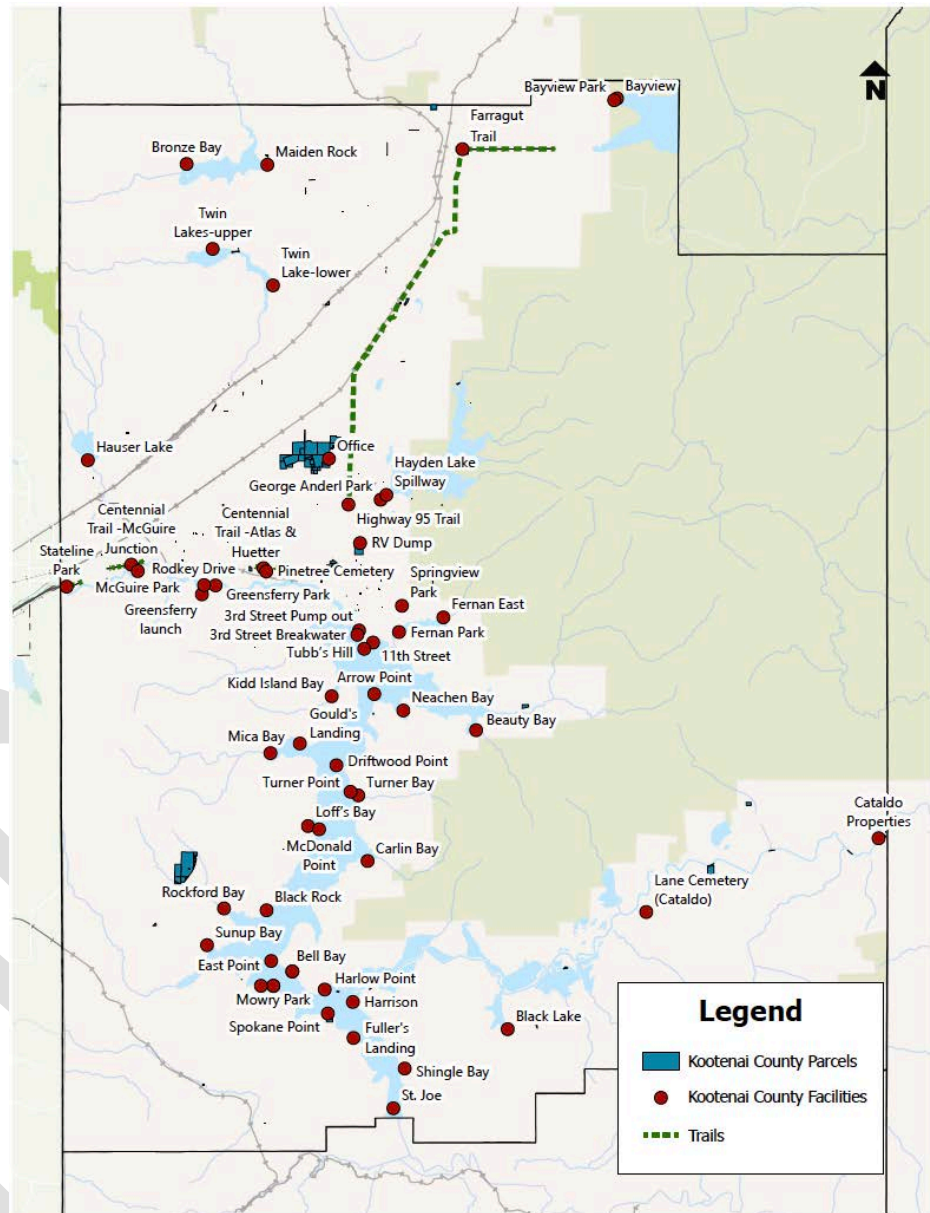 N
Bayview Park
Bayview
Farragut
Trail
Bronze Bay
Maiden Rock
Twin
Lakes-upper
Twin
Lake-lower
Hauser Lake
Office
George Anderl Park
Hayden Lake
Spillway
Highway 95 Trail
Centennial
Trail -McGuire
Junction
Centennial
Trail -Atlas &
Huetter
RV Dump
Stateline
Park
McGuire Park
Rodkey Drive
Pinetree Cemetery
Greensferry
launch
Greensferry Park
Springview
Park
Fernan East
3rd Street Pump out
3rd Street Breakwater
Fernan Park
Tubb's Hill
11th Street
Kidd Island Bay
Arrow Point
Neachen Bay
Gould's
Landing
Beauty Bay
Mica Bay
Driftwood Point
Turner Point
Turner Bay
Loff's Bay
McDonald
Point
Carlin Bay
Cataldo
Properties
Lane Cemetery
(Cataldo)
Rockford Bay
Black Rock
Sunup Bay
East Point
Bell Bay
Mowry Park
Harlow Point
Harrison
Spokane Point
Fuller's
Landing
Black Lake
Shingle Bay
St. Joe
Legend
Kootenai County Parcels
Kootenai County Facilities
Trails